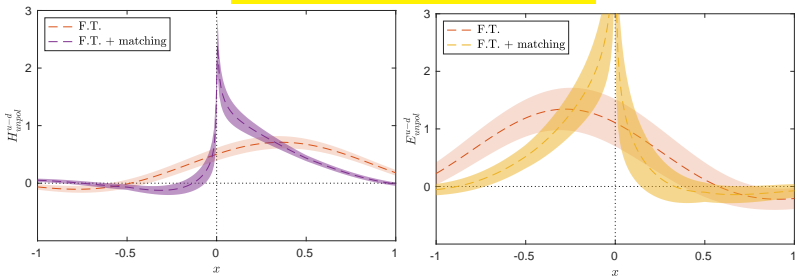 3
F.T.
F.T. + matching
2
1
0
H^{u-d}_{unpol}
-1
-0.5
0
0.5
1
x
3
F.T.
F.T. + matching
2
1
0
E^{u-d}_{unpol}
-1
-0.5
0
0.5
1
x